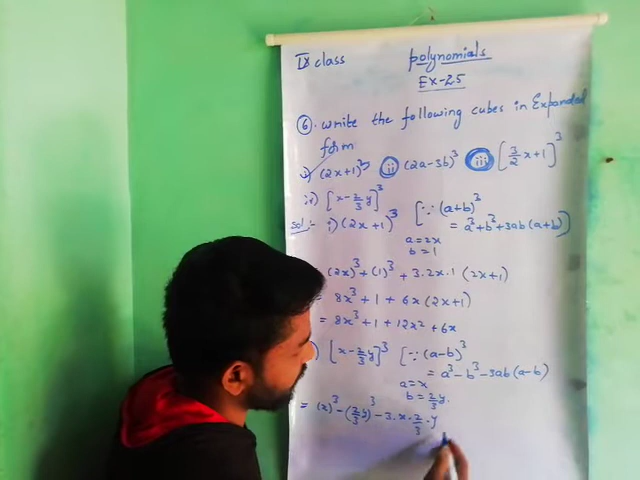 IX class polynomials
EX-2.5
⑥. write the following cubes in Expanded
form
i) (2x+1)³ ii (2a-3b)³ iii [3/2 x+1]³
iv) [x-2/3 y]³
sol:- i) (2x+1)³ [∵ (a+b)³
= a³+b³+3ab(a+b)]
a=2x
b=1
(2x)³+(1)³+3.2x.1 (2x+1)
8x³+1+6x(2x+1)
= 8x³+1+12x²+6x
) [x-2/3 y]³ [∵ (a-b)³
= a³-b³-3ab(a-b)
a=x
b=2/3 y.
= (x)³-(2/3 y)³-3.x.2/3.y